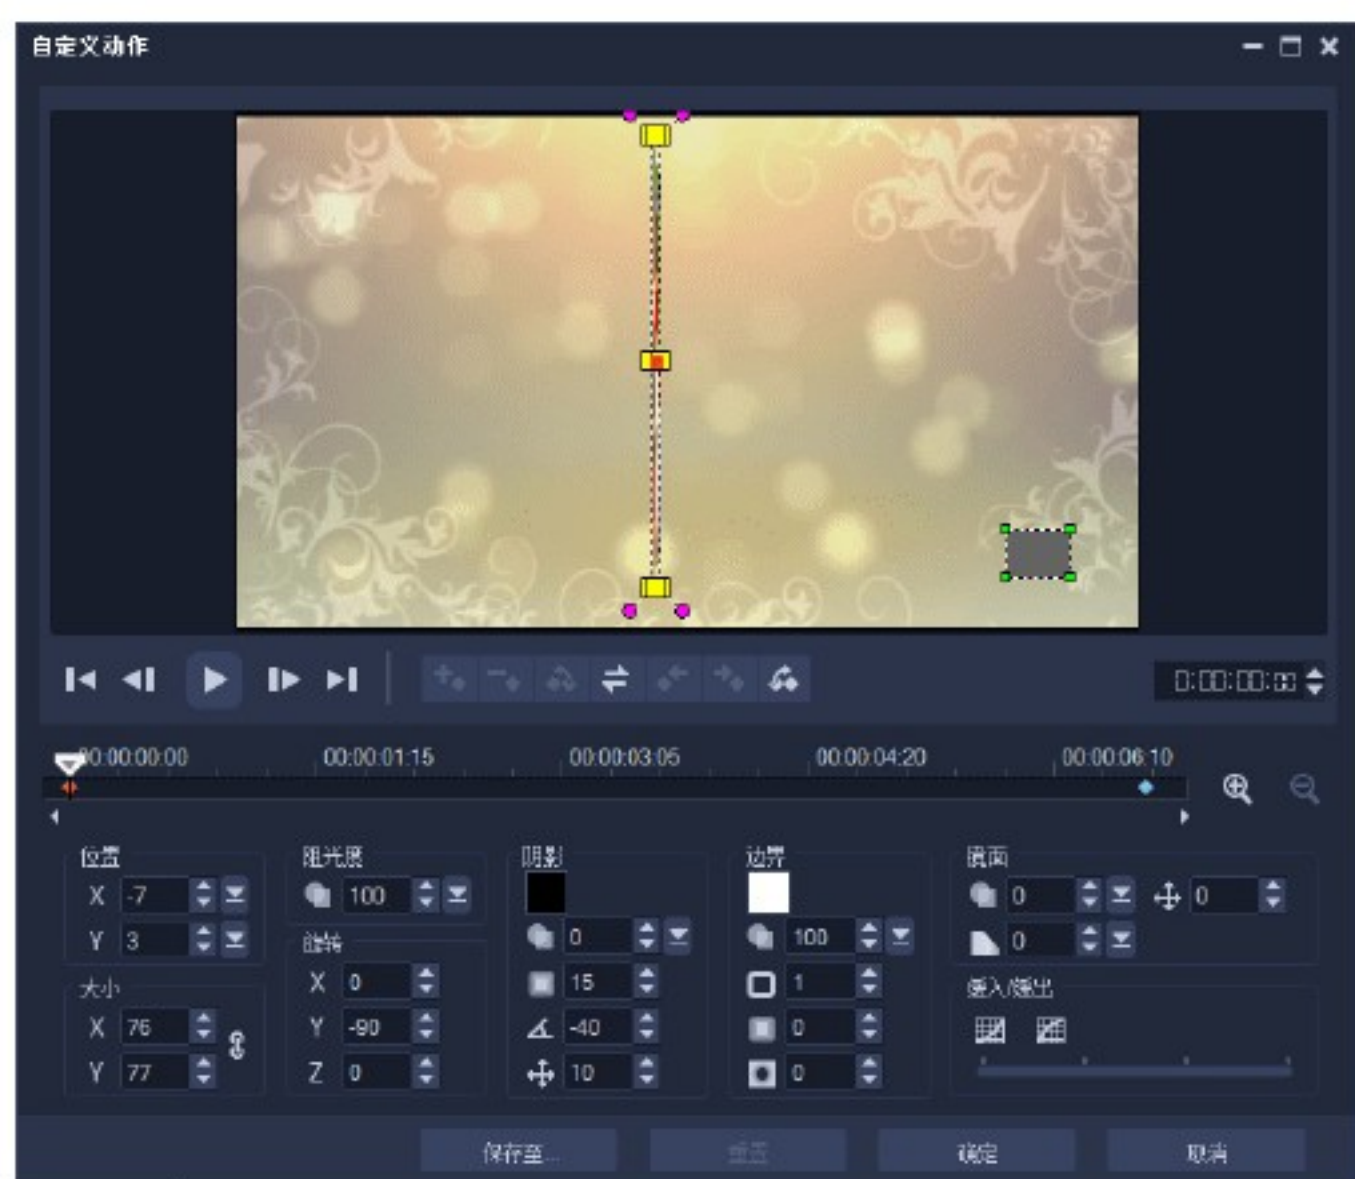 自定义动作
0:00:00:00
00:00:00:00 00:00:01:15 00:00:03:05 00:00:04:20 00:00:06:10
位置 阻光度 阴影 边界 镜面
X -7 100 0 0
Y 3 旋转 0 100 0
大小 X 0 15 1 缓入/缓出
X 76 Y -90 -40 0
Y 77 Z 0 10 0
保存至... 重置 确定 取消